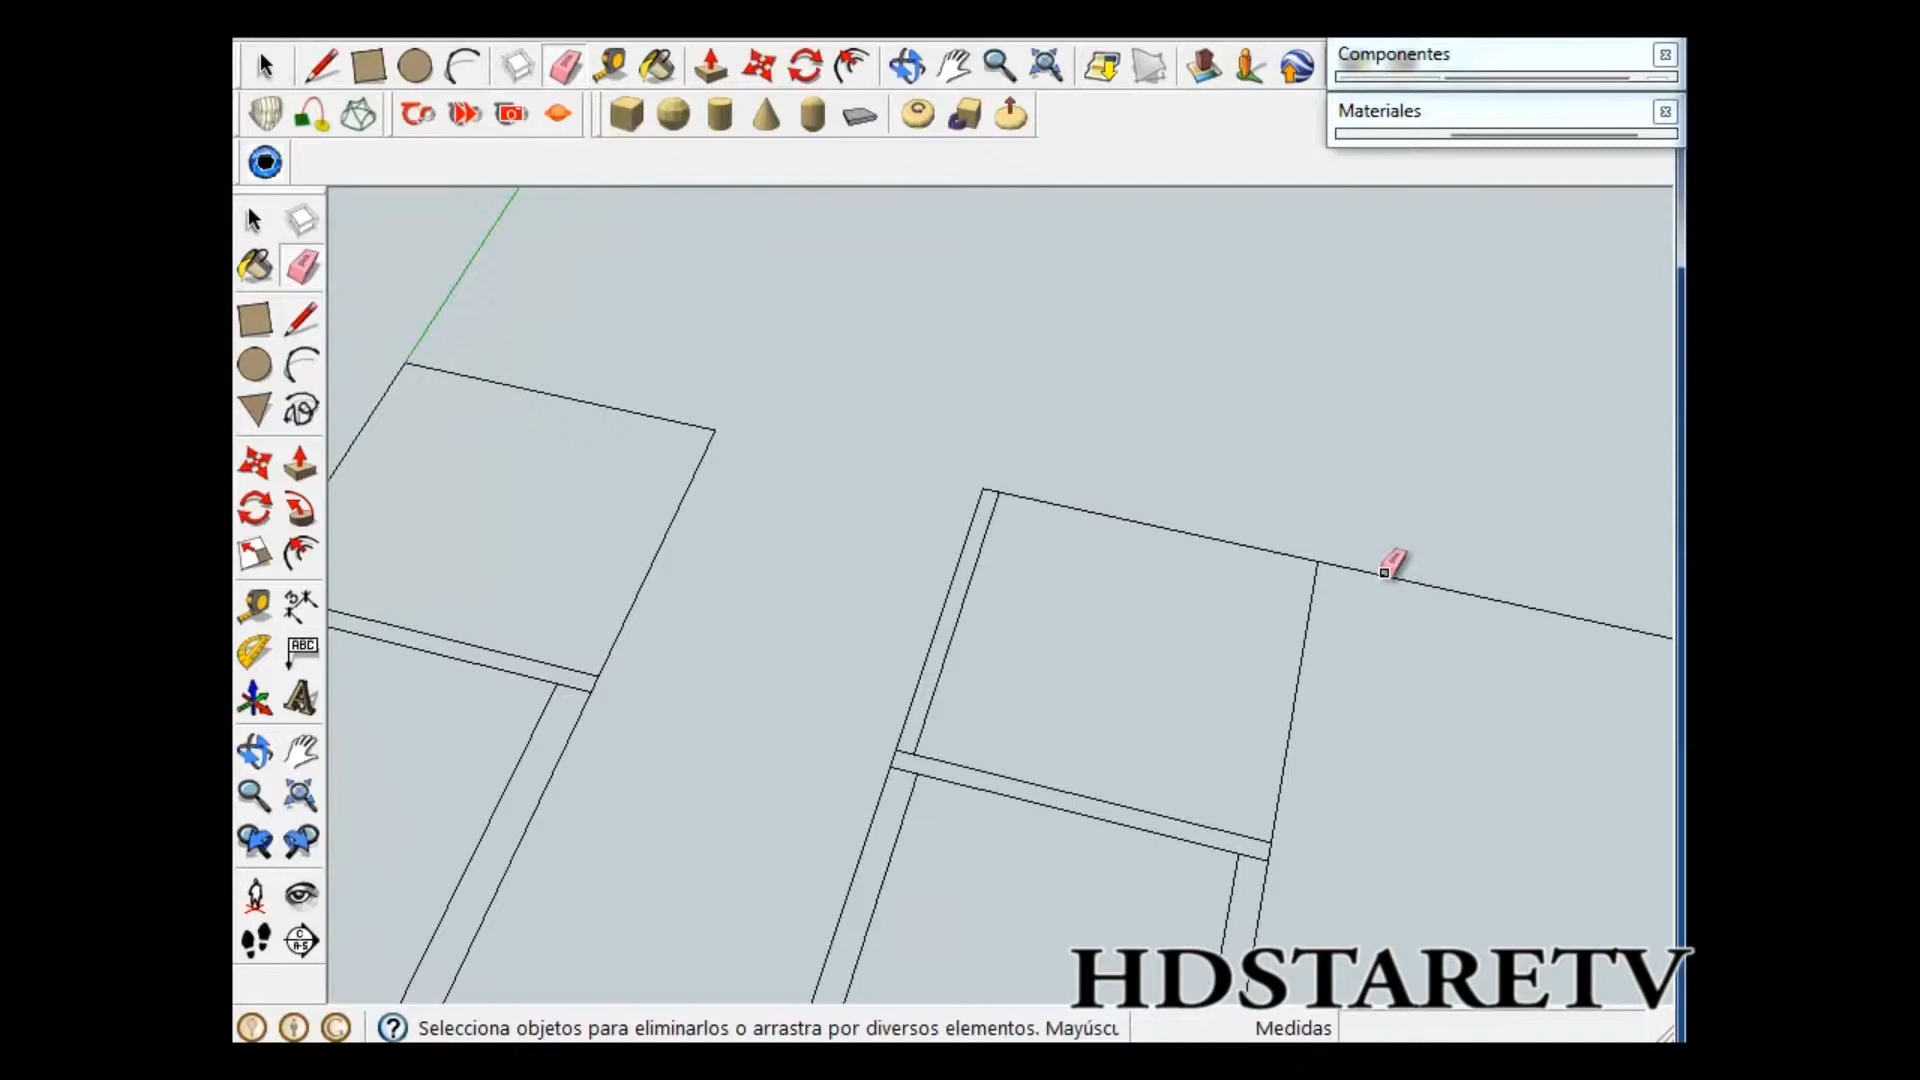 Componentes
Materiales
ABC
HDSTARETV
Selecciona objetos para eliminarlos o arrastra por diversos elementos. Mayúscu
Medidas